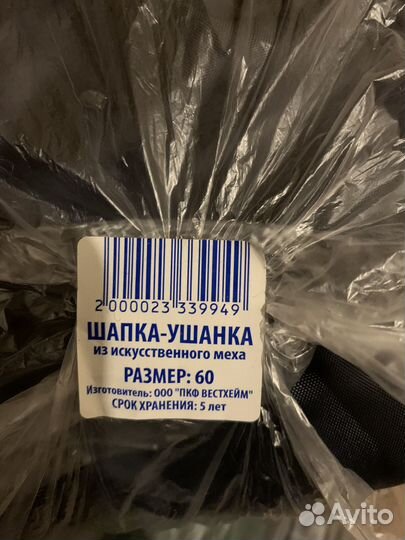 2 000023 339949
ШАПКА-УШАНКА
из искусственного меха
РАЗМЕР: 60
Изготовитель: ООО "ПКФ ВЕСТХЕЙМ"
СРОК ХРАНЕНИЯ: 5 лет
Avito